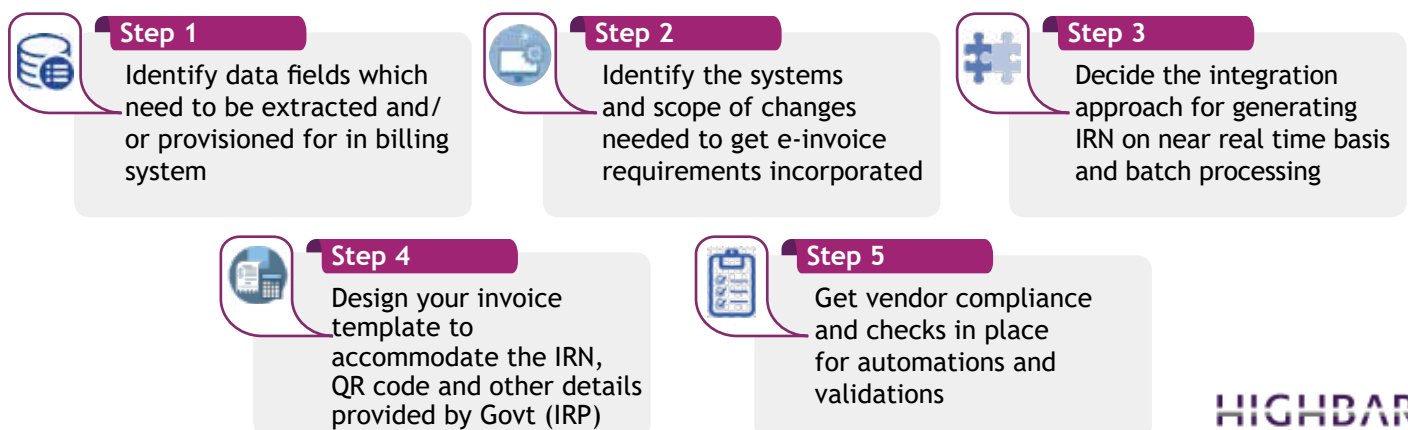 Step 1
Identify data fields which
need to be extracted and/
or provisioned for in billing
system
Step 2
Identify the systems
and scope of changes
needed to get e-invoice
requirements incorporated
Step 3
Decide the integration
approach for generating
IRN on near real time basis
and batch processing
Step 4
Design your invoice
template to
accommodate the IRN,
QR code and other details
provided by Govt (IRP)
Step 5
Get vendor compliance
and checks in place
for automations and
validations
HIGHBAR